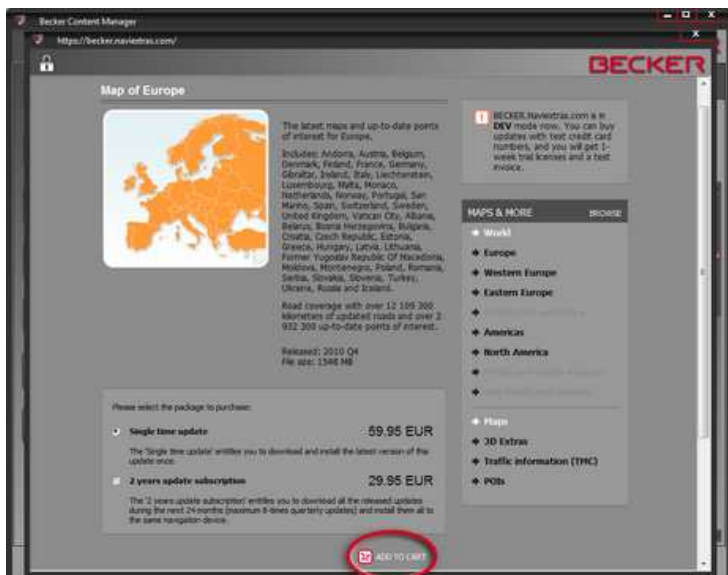 Becker Content Manager
https://becker.naviextras.com/
BECKER
Map of Europe
The latest maps and up-to-date points
of interest for Europe.
Includes: Andorra, Austria, Belgium,
Denmark, Finland, France, Germany,
Gibraltar, Ireland, Italy, Liechtenstein,
Luxembourg, Malta, Monaco,
Netherlands, Norway, Portugal, San
Marino, Spain, Switzerland, Sweden,
United Kingdom, Vatican City, Albania,
Belarus, Bosnia Herzegovina, Bulgaria,
Croatia, Czech Republic, Estonia,
Greece, Hungary, Latvia, Lithuania,
Former Yugoslav Republic Of Macedonia,
Moldova, Montenegro, Poland, Romania,
Serbia, Slovakia, Slovenia, Turkey,
Ukraine, Russia and Iceland.
Road coverage with over 12 109 300
kilometers of updated roads and over 2
932 200 up-to-date points of interest.
Released: 2010 Q4
File size: 1546 MB
BECKER.Naviextras.com is in
DEV mode now. You can buy
updates with test credit card
numbers, and you will get 1-
week trial licenses and a test
invoice.
MAPS & MORE BROWSE
World
Europe
Western Europe
Eastern Europe
Americas
North America
Maps
3D Extras
Traffic information (TMC)
POIs
Please select the package to purchase:
Single time update 59.95 EUR
The 'Single time update' entitles you to download and install the latest version of this
update once.
2 years update subscription 29.95 EUR
The '2 years update subscription' entitles you to download all the released updates
during the next 24-months (maximum 8-times quarterly updates) and install them all to
the same navigation device.
ADD TO CART